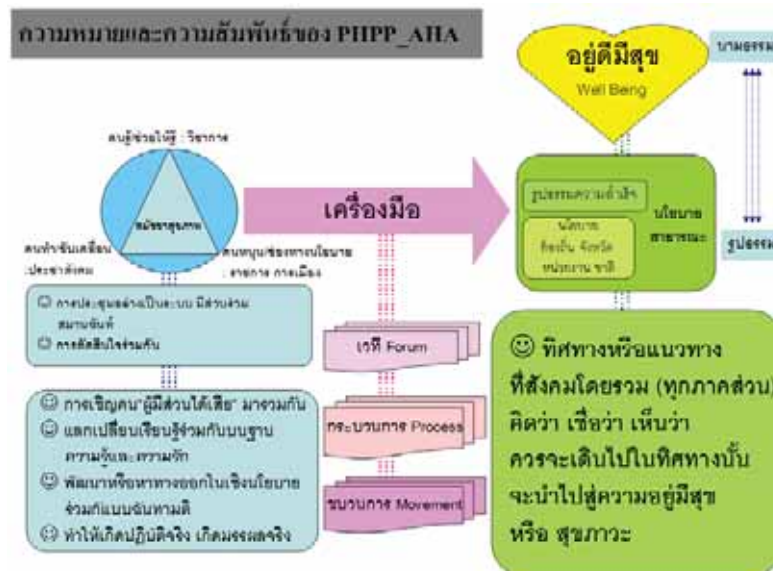 ความหมายและความสัมพันธ์ของ PHPP_AHA
อยู่ดีมีสุข
Well Being
นามธรรม
รูปธรรม
คนรู้/ช่วยให้รู้ : วิชาการ
สมัชชาสุขภาพ
คนทำ/ขับเคลื่อน
:ประชาสังคม
คนหนุน/ช่องทางนโยบาย
: ราชการ การเมือง
เครื่องมือ
รูปธรรมความสำเร็จ
นโยบาย
ท้องถิ่น จังหวัด
หน่วยงาน ชาติ
นโยบาย
สาธารณะ
☺ การประชุมอย่างเป็นระบบ มีส่วนร่วม
สมานฉันท์
☺ การตัดสินใจร่วมกัน
☺ การเชิญคน"ผู้มีส่วนได้เสีย" มารวมกัน
☺ แลกเปลี่ยนเรียนรู้ร่วมกันบนฐาน
ความรู้และความรัก
☺ พัฒนาหรือหาทางออกในเชิงนโยบาย
ร่วมกันแบบฉันทามติ
☺ ทำให้เกิดปฏิบัติจริง เกิดมรรคผลจริง
เวที Forum
กระบวนการ Process
ขบวนการ Movement
☺ ทิศทางหรือแนวทาง
ที่สังคมโดยรวม (ทุกภาคส่วน)
คิดว่า เชื่อว่า เห็นว่า
ควรจะเดินไปในทิศทางนั้น
จะนำไปสู่ความอยู่มีสุข
หรือ สุขภาวะ